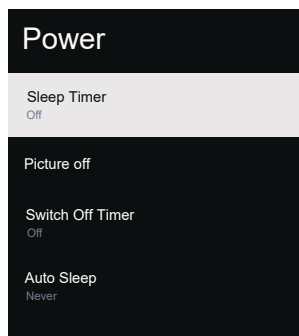 Power
Sleep Timer
Off
Picture off
Switch Off Timer
Off
Auto Sleep
Never